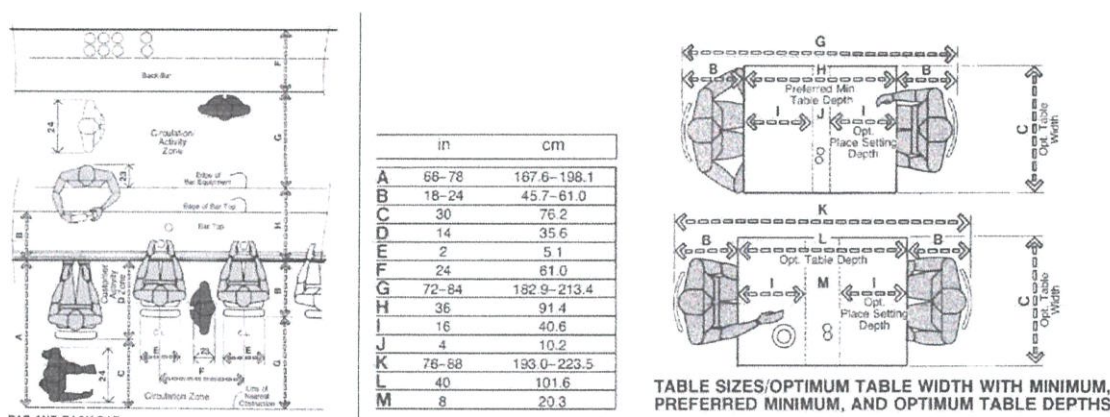 F
Back-Bar
24
Circulation
Activity
Zone
G
23
Edge of
Bar Equipment
Edge of Bar Top
Bar Top
B
H
Customer
Activity
D Zone
B
A
E
23
E
24
C
F
G
Circulation Zone
Line of
Nearest
Obstruction
in cm
A 66–78 167.6–198.1
B 18–24 45.7–61.0
C 30 76.2
D 14 35.6
E 2 5.1
F 24 61.0
G 72–84 182.9–213.4
H 36 91.4
I 16 40.6
J 4 10.2
K 76–88 193.0–223.5
L 40 101.6
M 8 20.3
G
B H B
Preferred Min.
Table Depth
I J I
Opt.
Place Setting
Depth
C
Opt. Table
Width
K
B L B
Opt. Table Depth
I M I
Opt.
Place Setting
Depth
C
Opt. Table
Width
TABLE SIZES/OPTIMUM TABLE WIDTH WITH MINIMUM,
PREFERRED MINIMUM, AND OPTIMUM TABLE DEPTHS